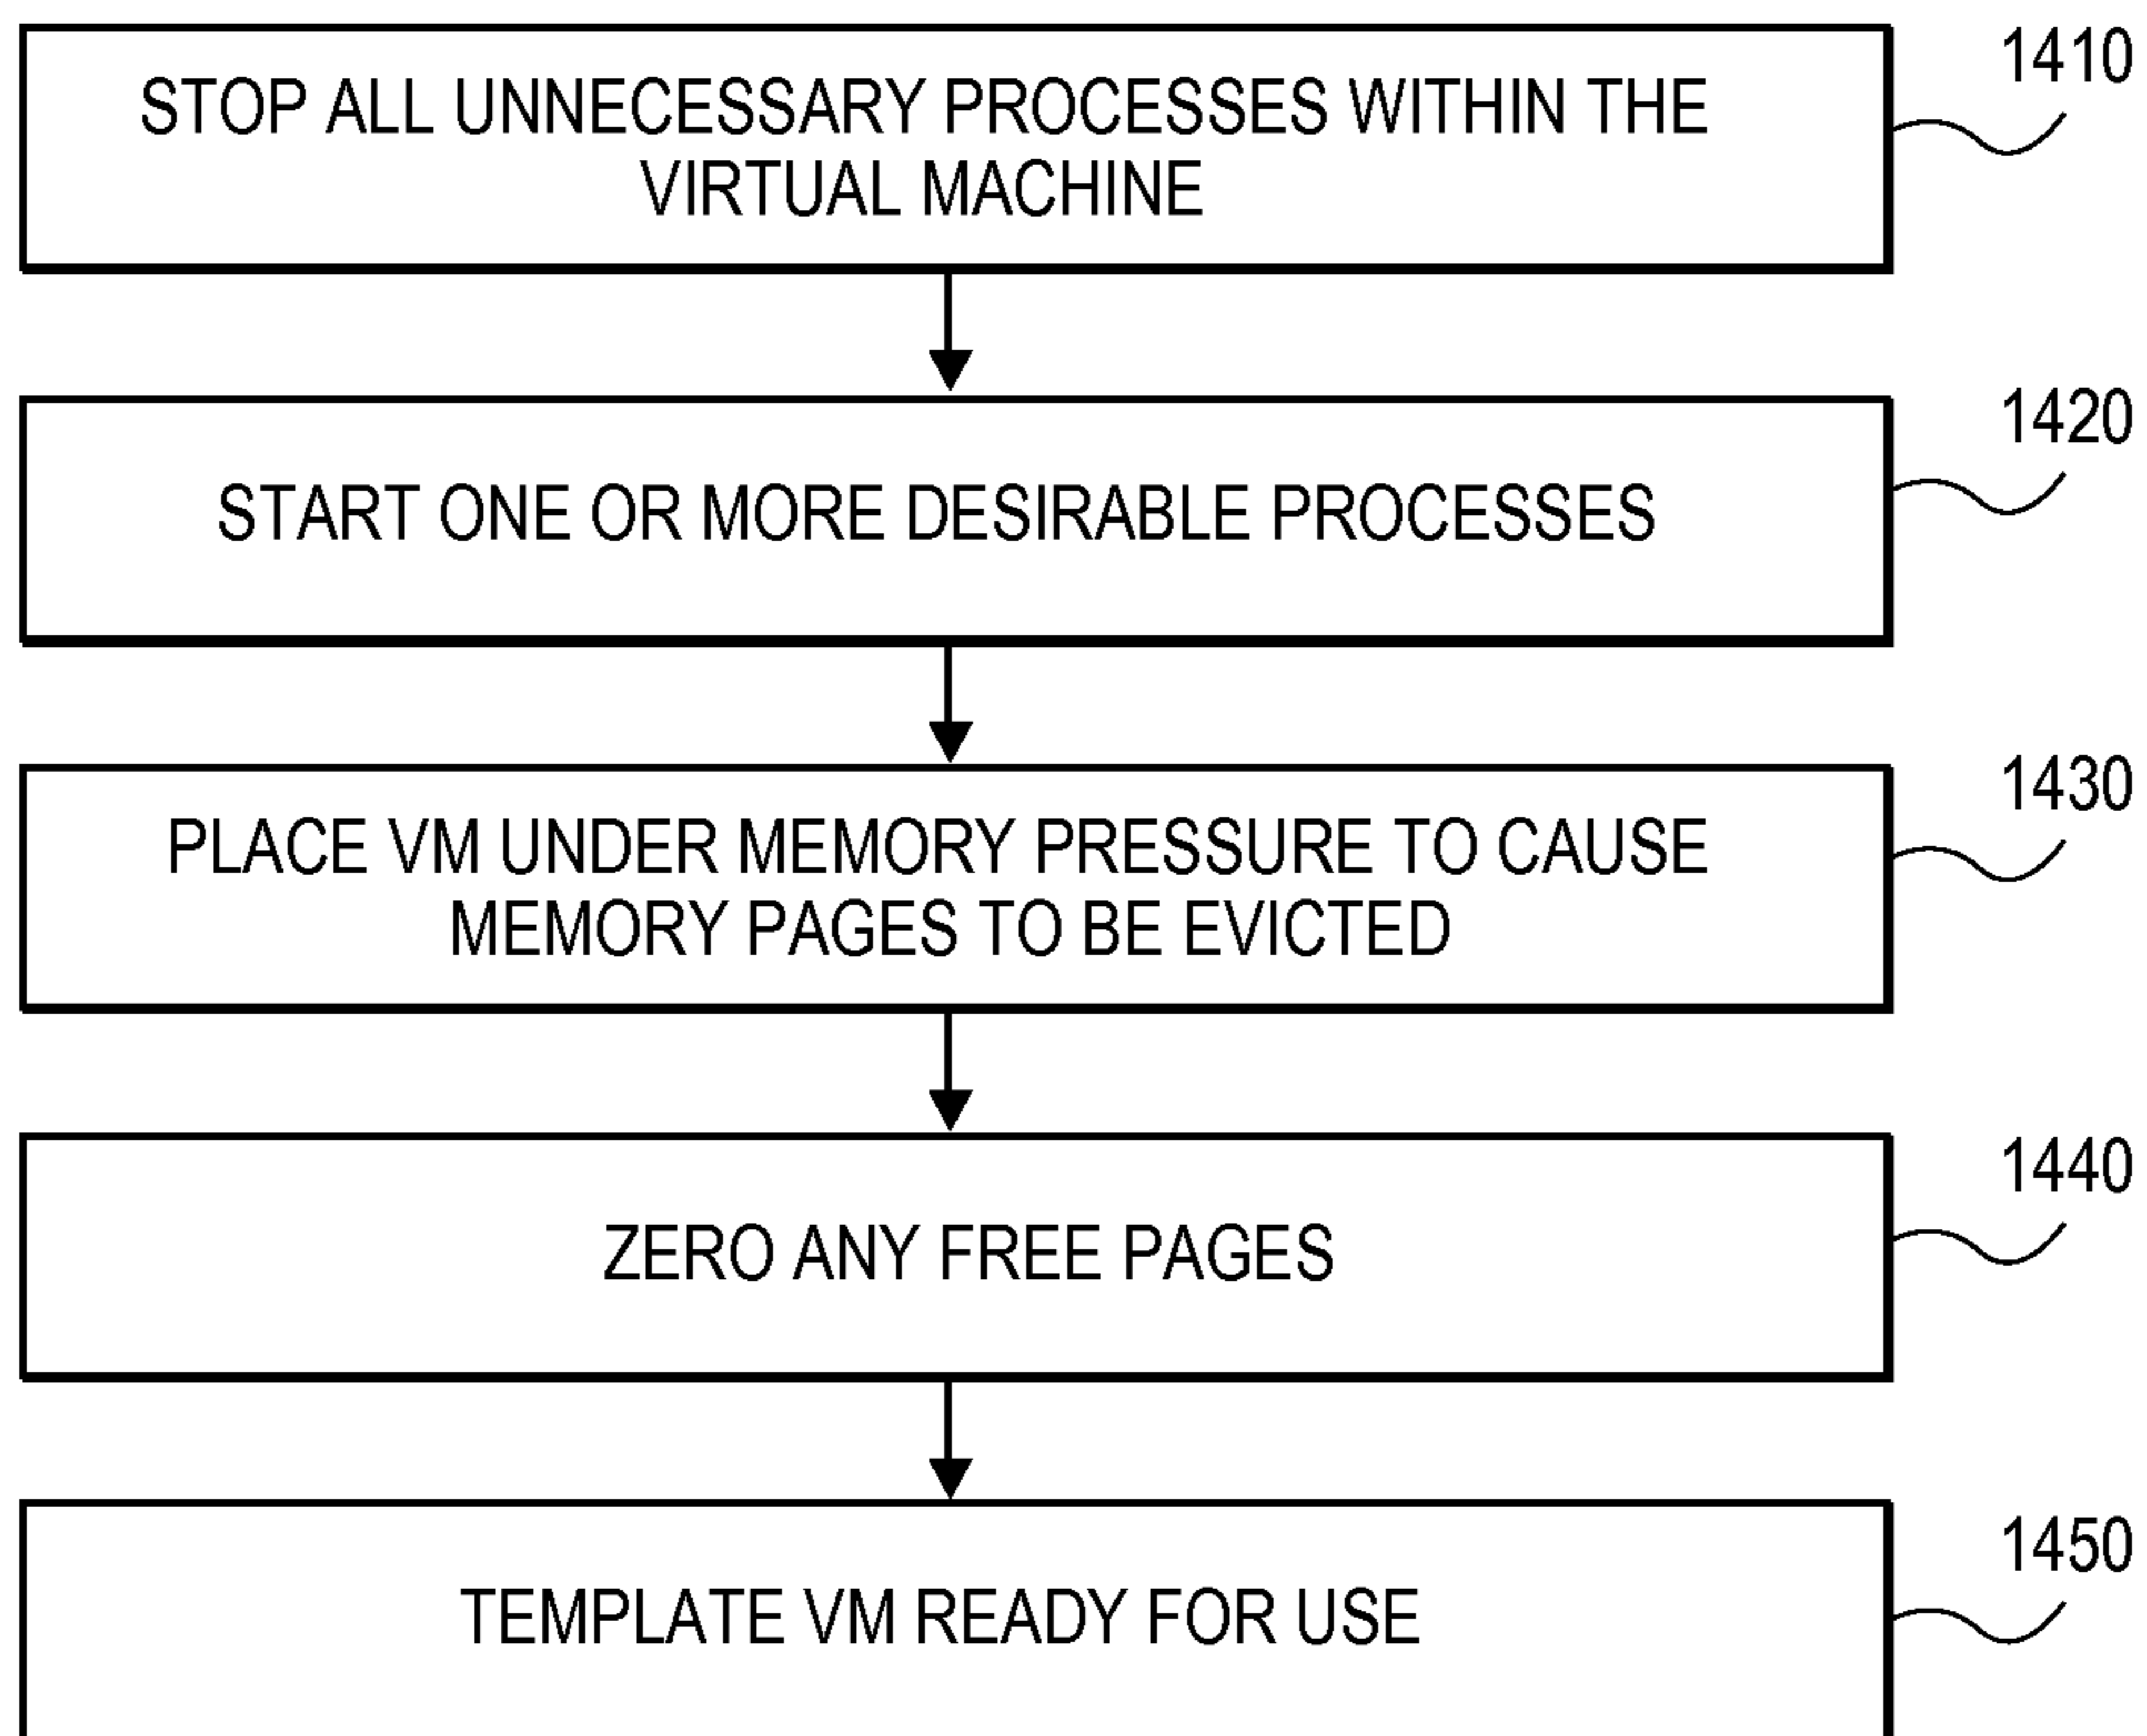 1410
STOP ALL UNNECESSARY PROCESSES WITHIN THE
VIRTUAL MACHINE
1420
START ONE OR MORE DESIRABLE PROCESSES
1430
PLACE VM UNDER MEMORY PRESSURE TO CAUSE
MEMORY PAGES TO BE EVICTED
1440
ZERO ANY FREE PAGES
1450
TEMPLATE VM READY FOR USE